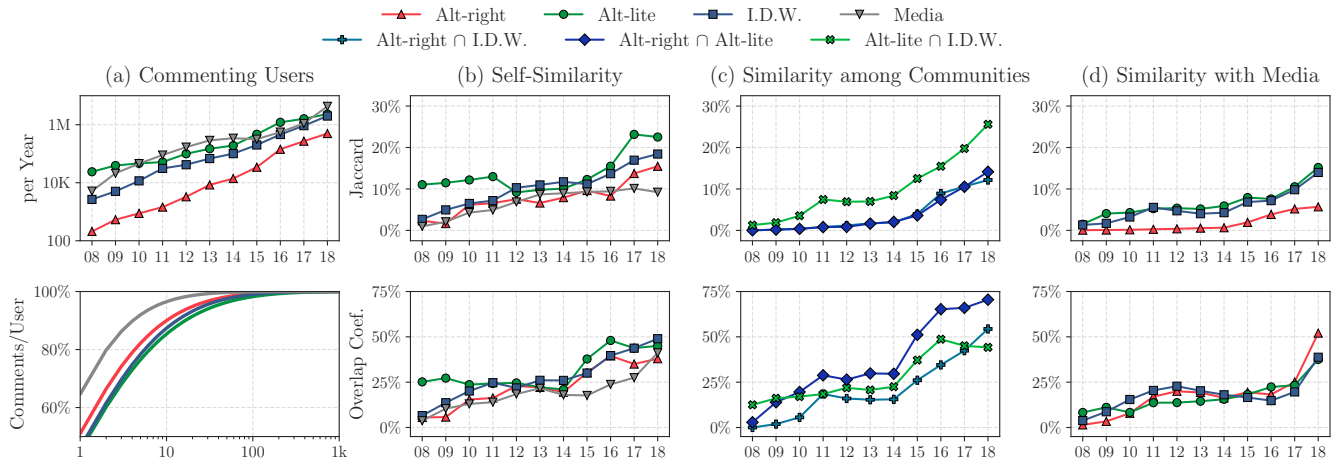 Alt-right Alt-lite I.D.W. Media
Alt-right ∩ I.D.W. Alt-right ∩ Alt-lite Alt-lite ∩ I.D.W.
(a) Commenting Users
per Year
1M
10K
100
08 09 10 11 12 13 14 15 16 17 18
(b) Self-Similarity
Jaccard
30%
20%
10%
0%
08 09 10 11 12 13 14 15 16 17 18
(c) Similarity among Communities
30%
20%
10%
0%
08 09 10 11 12 13 14 15 16 17 18
(d) Similarity with Media
30%
20%
10%
0%
08 09 10 11 12 13 14 15 16 17 18
Comments/User
100%
80%
60%
1 10 100 1k
Overlap Coef.
75%
50%
25%
0%
08 09 10 11 12 13 14 15 16 17 18
75%
50%
25%
0%
08 09 10 11 12 13 14 15 16 17 18
75%
50%
25%
0%
08 09 10 11 12 13 14 15 16 17 18